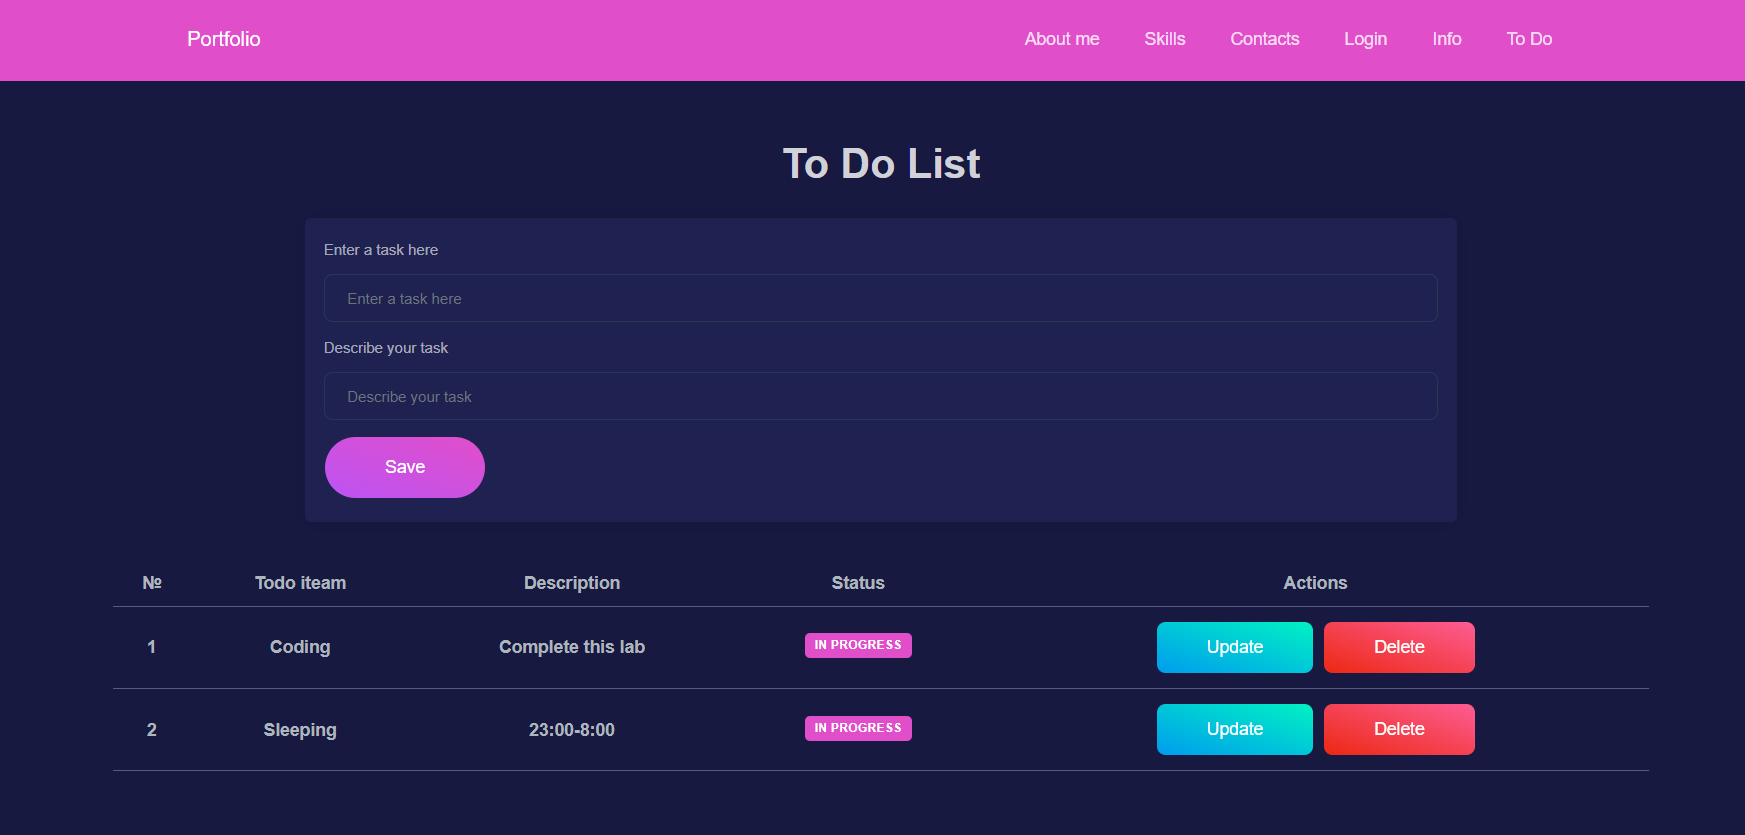 Portfolio About me Skills Contacts Login Info To Do
To Do List
Enter a task here
Enter a task here
Describe your task
Describe your task
Save
№ Todo iteam Description Status Actions
1 Coding Complete this lab IN PROGRESS Update Delete
2 Sleeping 23:00-8:00 IN PROGRESS Update Delete